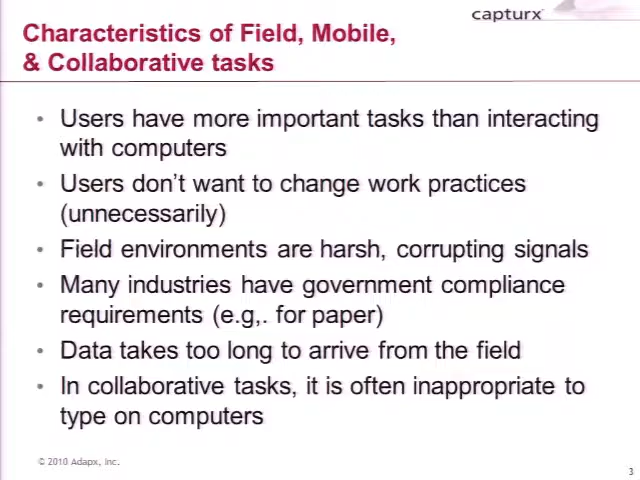 capturx
Characteristics of Field, Mobile,
& Collaborative tasks
• Users have more important tasks than interacting
with computers
• Users don't want to change work practices
(unnecessarily)
• Field environments are harsh, corrupting signals
• Many industries have government compliance
requirements (e.g,. for paper)
• Data takes too long to arrive from the field
• In collaborative tasks, it is often inappropriate to
type on computers
© 2010 Adapx, Inc.
3